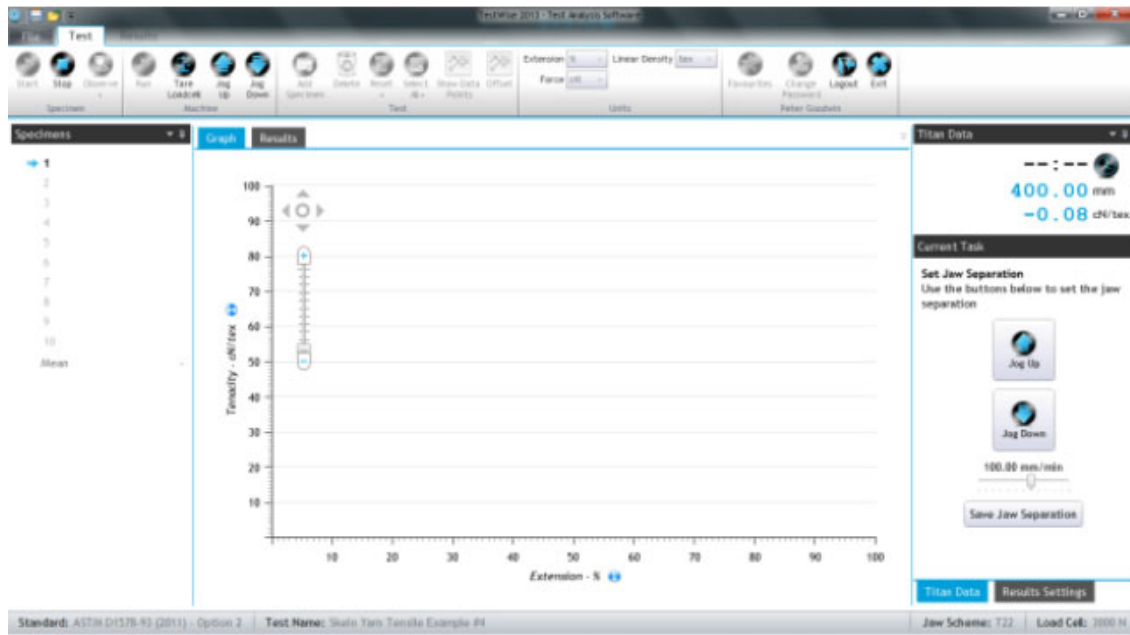 TestWise 2013 - Test Analysis Software
File Test Results
Start Stop Observe Run Tare Loadcell Jog Up Jog Down Add Specimen Delete Reset Select All Show Data Points Offset
Extension % Linear Density tex
Force cN
Favourites Change Password Logout Exit
Specimen Machine Test Units Peter Goodwin
Specimens
1
2
3
4
5
6
7
8
9
10
Mean -
Graph Results
100
90
80
70
60
50
40
30
20
10
Tenacity - cN/tex
10 20 30 40 50 60 70 80 90 100
Extension - %
Titan Data
--:--
400.00 mm
-0.08 cN/tex
Current Task
Set Jaw Separation
Use the buttons below to set the jaw
separation
Jog Up
Jog Down
100.00 mm/min
Save Jaw Separation
Titan Data Results Settings
Standard: ASTM D1578-93 (2011) - Option 2 Test Name: Skein Yarn Tensile Example #4 Jaw Scheme: T22 Load Cell: 3000 N